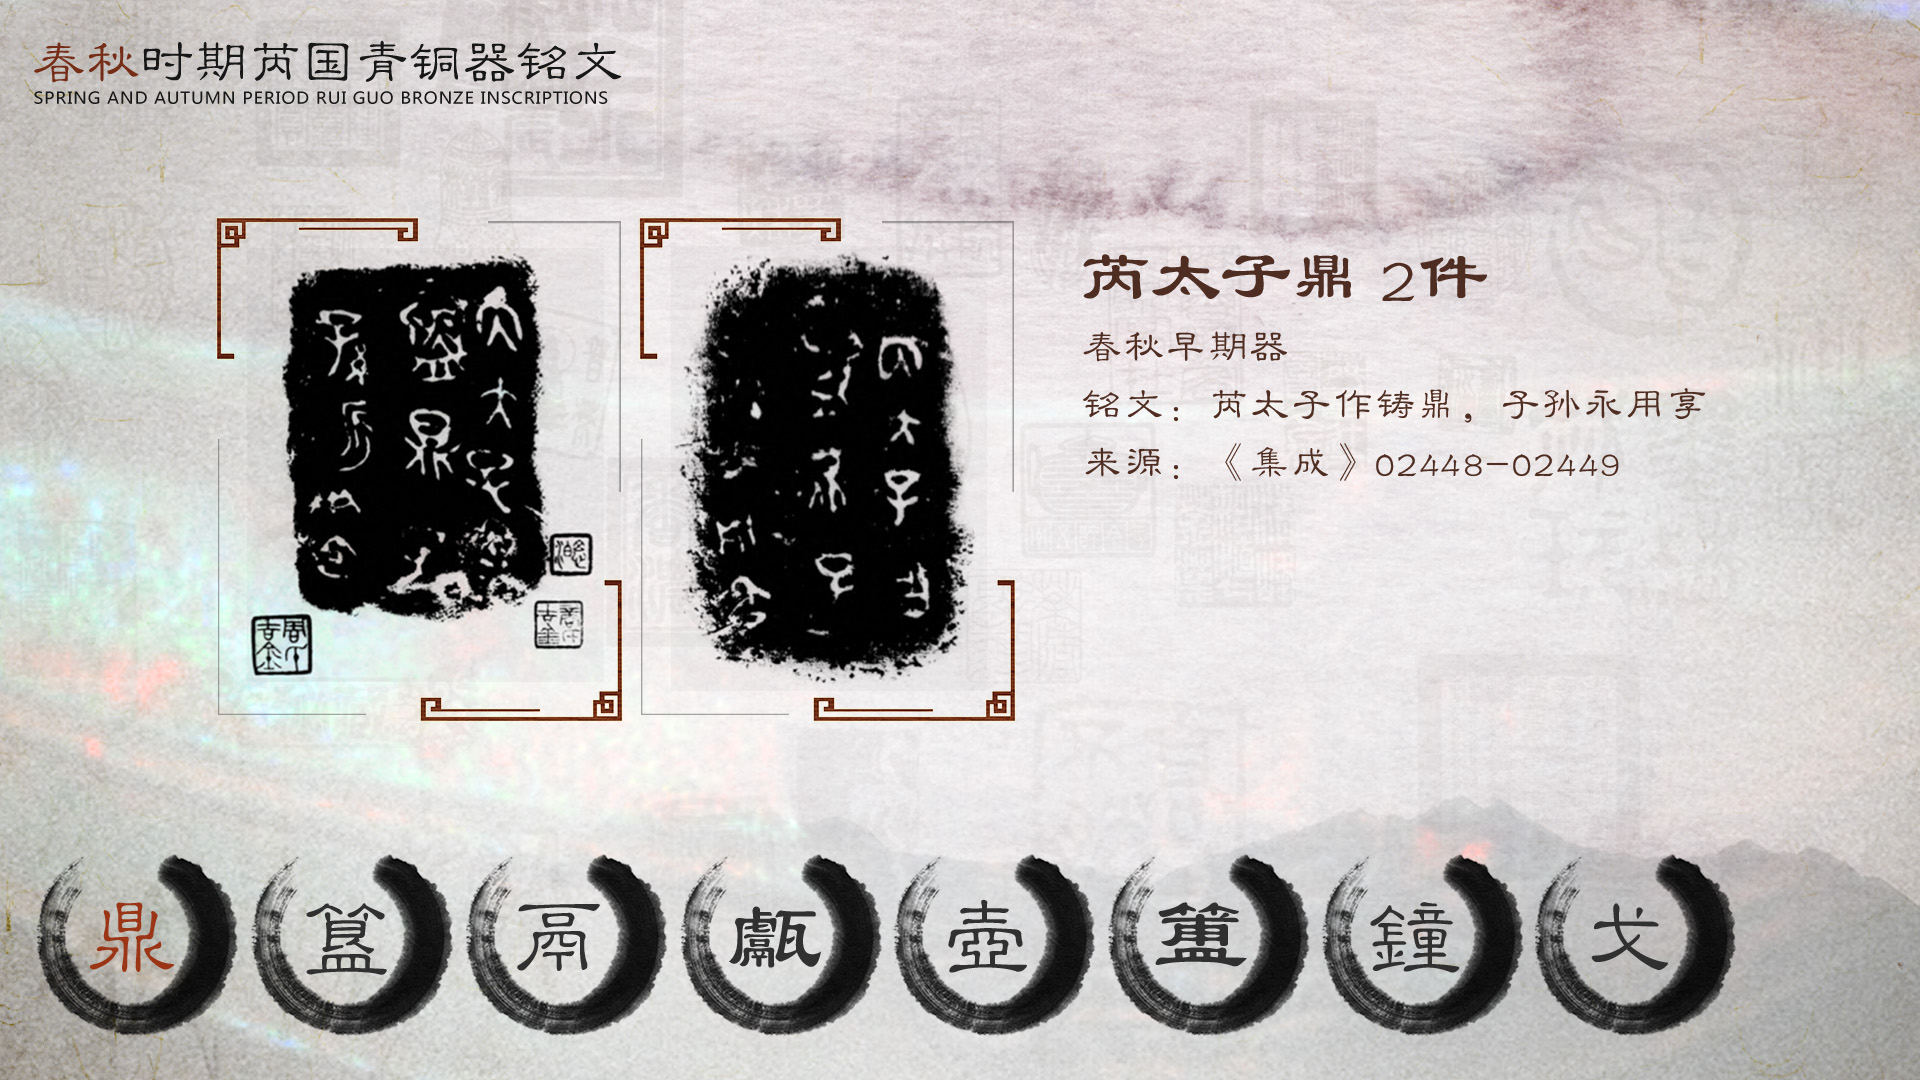 春秋时期芮国青铜器铭文
SPRING AND AUTUMN PERIOD RUI GUO BRONZE INSCRIPTIONS
芮太子鼎 2件
春秋早期器
铭文：芮太子作铸鼎，子孙永用享
来源：《集成》02448-02449
鼎
簋
鬲
甗
壶
簠
鐘
戈